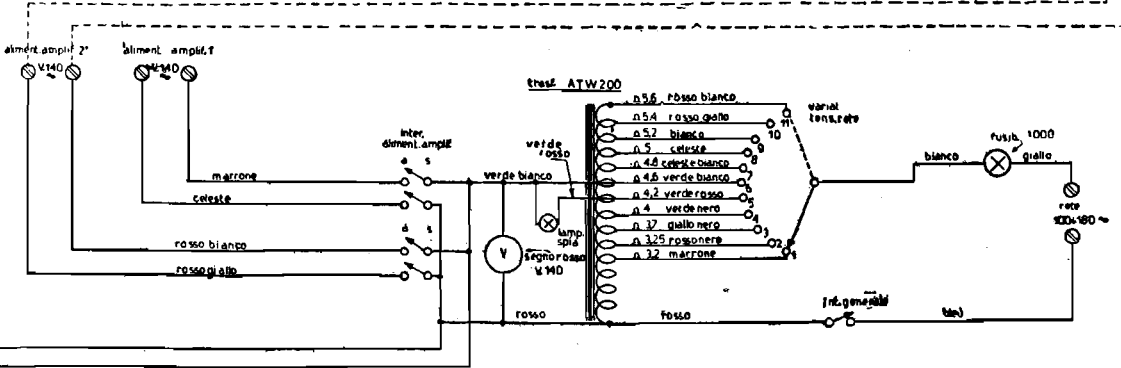 aliment. amplif. 2°
V.140
aliment. amplif. 1°
V.140
trasf. ATW200
n 5,6 rosso bianco
n 5,4 rosso giallo
n 5,2 bianco
n 5 celeste
n 4,8 celeste bianco
n 4,6 verde bianco
n 4,2 verde rosso
n 4 verde nero
n 3,7 giallo nero
n 3,25 rosso nero
n 3,2 marrone
11
10
9
8
7
6
5
4
3
2
1
variat.
tens. rete
fusib. 1000
bianco
giallo
rete
100÷180 ~
inter.
aliment. amplif.
a s
a s
marrone
celeste
rosso bianco
rosso giallo
verde bianco
verde
rosso
lamp.
spia
V
segno rosso
V.140
rosso
rosso
Int. generale
bleu